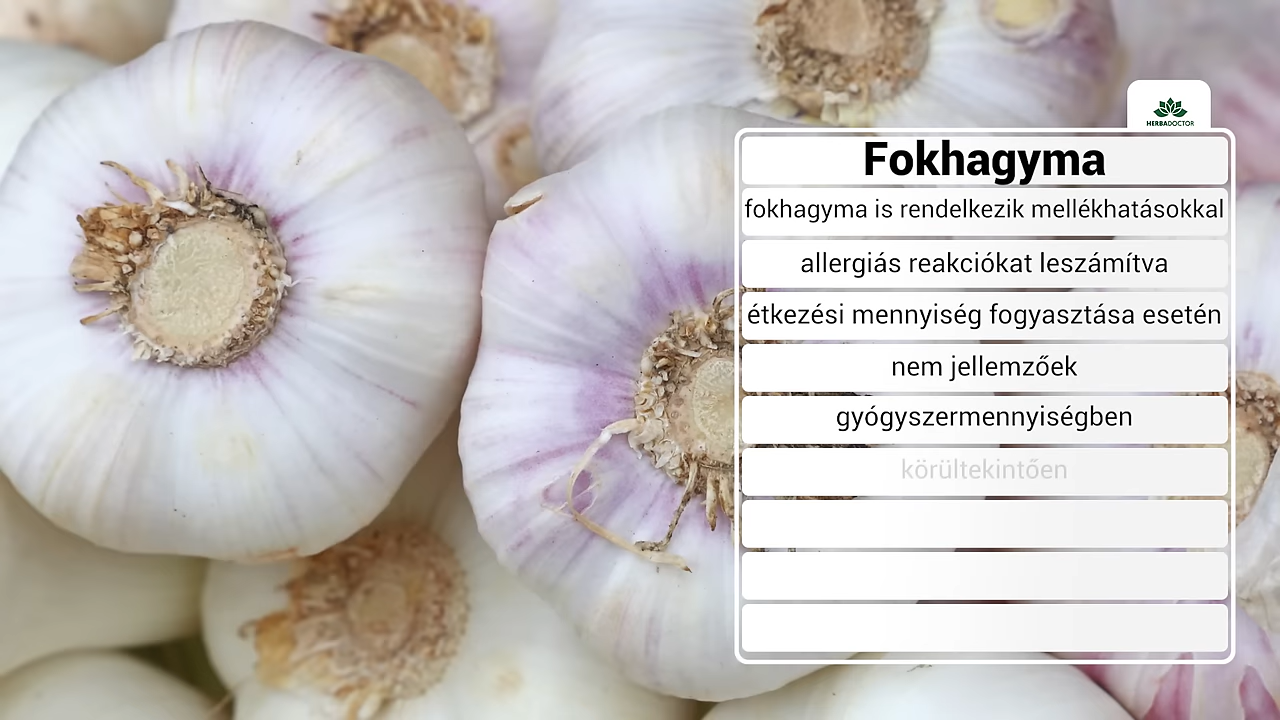 HERBADOCTOR
Fokhagyma
fokhagyma is rendelkezik mellékhatásokkal
allergiás reakciókat leszámítva
étkezési mennyiség fogyasztása esetén
nem jellemzőek
gyógyszermennyiségben
körültekintően